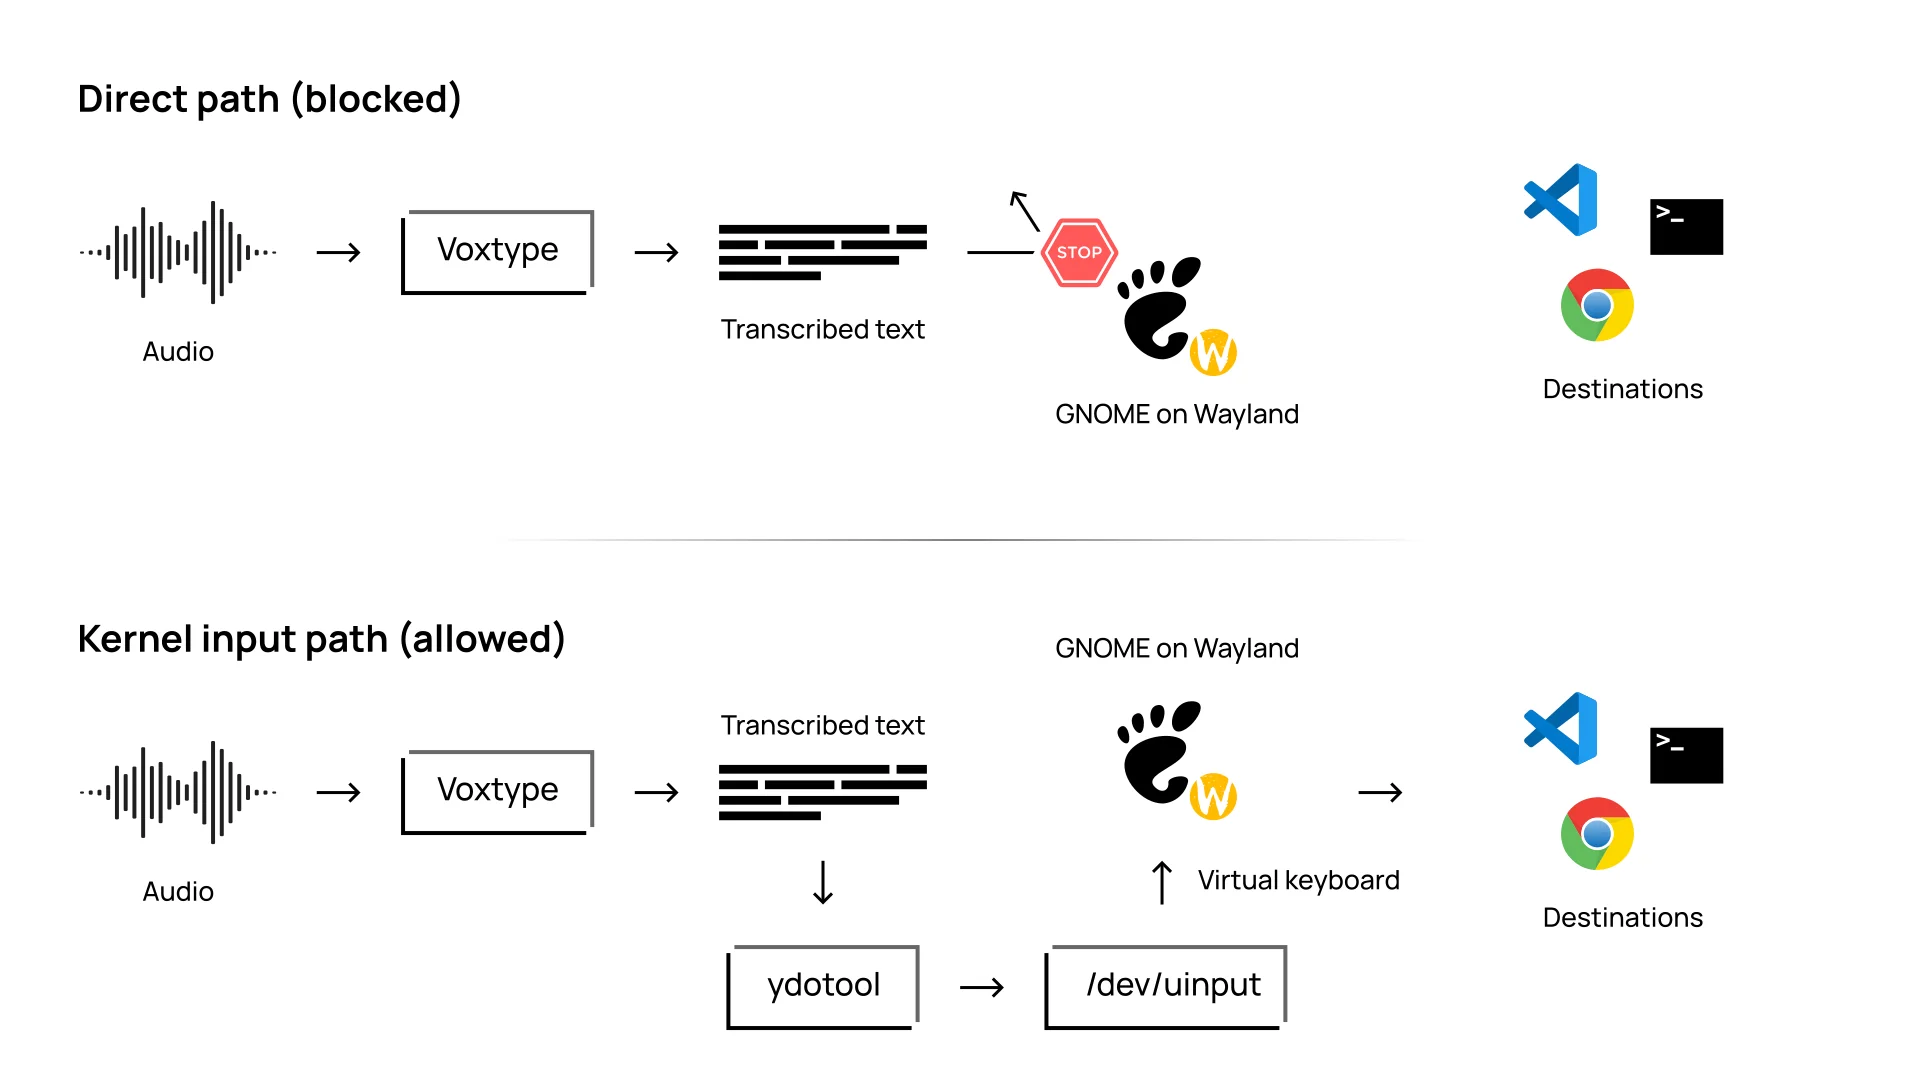 Direct path (blocked)
Audio
Voxtype
Transcribed text
STOP
W
GNOME on Wayland
>_
Destinations
Kernel input path (allowed)
Audio
Voxtype
Transcribed text
GNOME on Wayland
W
Virtual keyboard
ydotool
/dev/uinput
>_
Destinations